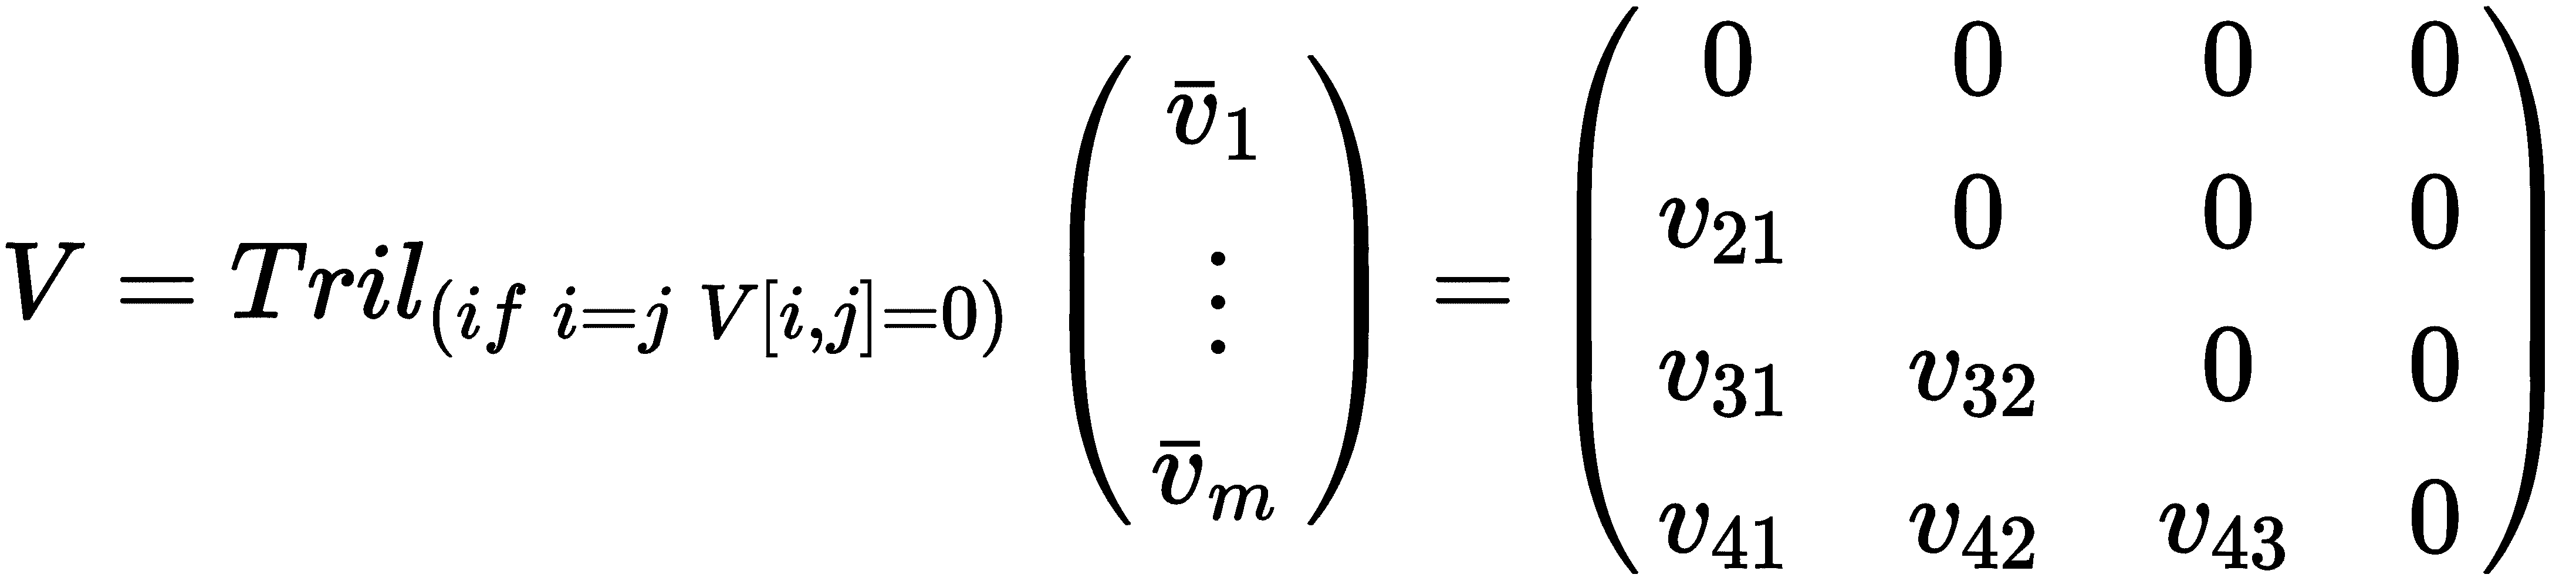 V = Tril_{(if i=j V[i,j]=0)} \begin{pmatrix} \bar{v}_1 \\ \vdots \\ \bar{v}_m \end{pmatrix} = \begin{pmatrix} 0 & 0 & 0 & 0 \\ v_{21} & 0 & 0 & 0 \\ v_{31} & v_{32} & 0 & 0 \\ v_{41} & v_{42} & v_{43} & 0 \end{pmatrix}